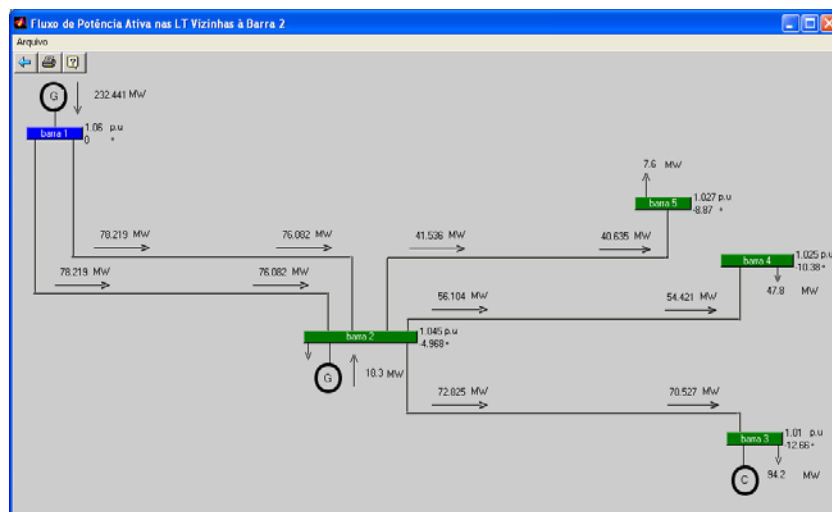 Fluxo de Potência Ativa nas LT Vizinhas à Barra 2
Arquivo
G
232.441 MW
barra 1
1.06 p.u
0 °
7.6 MW
barra 5
1.027 p.u
-8.87 °
78.219 MW
76.082 MW
41.536 MW
40.635 MW
barra 4
1.025 p.u
-10.38 °
47.8 MW
78.219 MW
76.082 MW
56.104 MW
54.421 MW
barra 2
1.045 p.u
-4.968 °
G
18.3 MW
72.825 MW
70.527 MW
barra 3
1.01 p.u
-12.66 °
C
94.2 MW